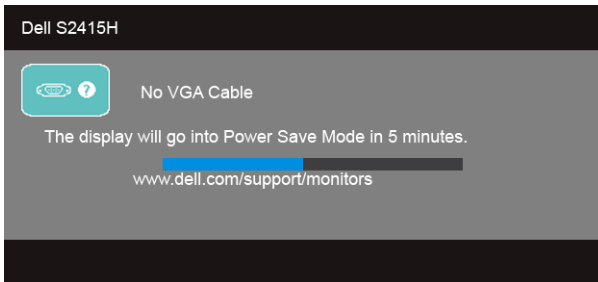 Dell S2415H
?
No VGA Cable
The display will go into Power Save Mode in 5 minutes.
www.dell.com/support/monitors